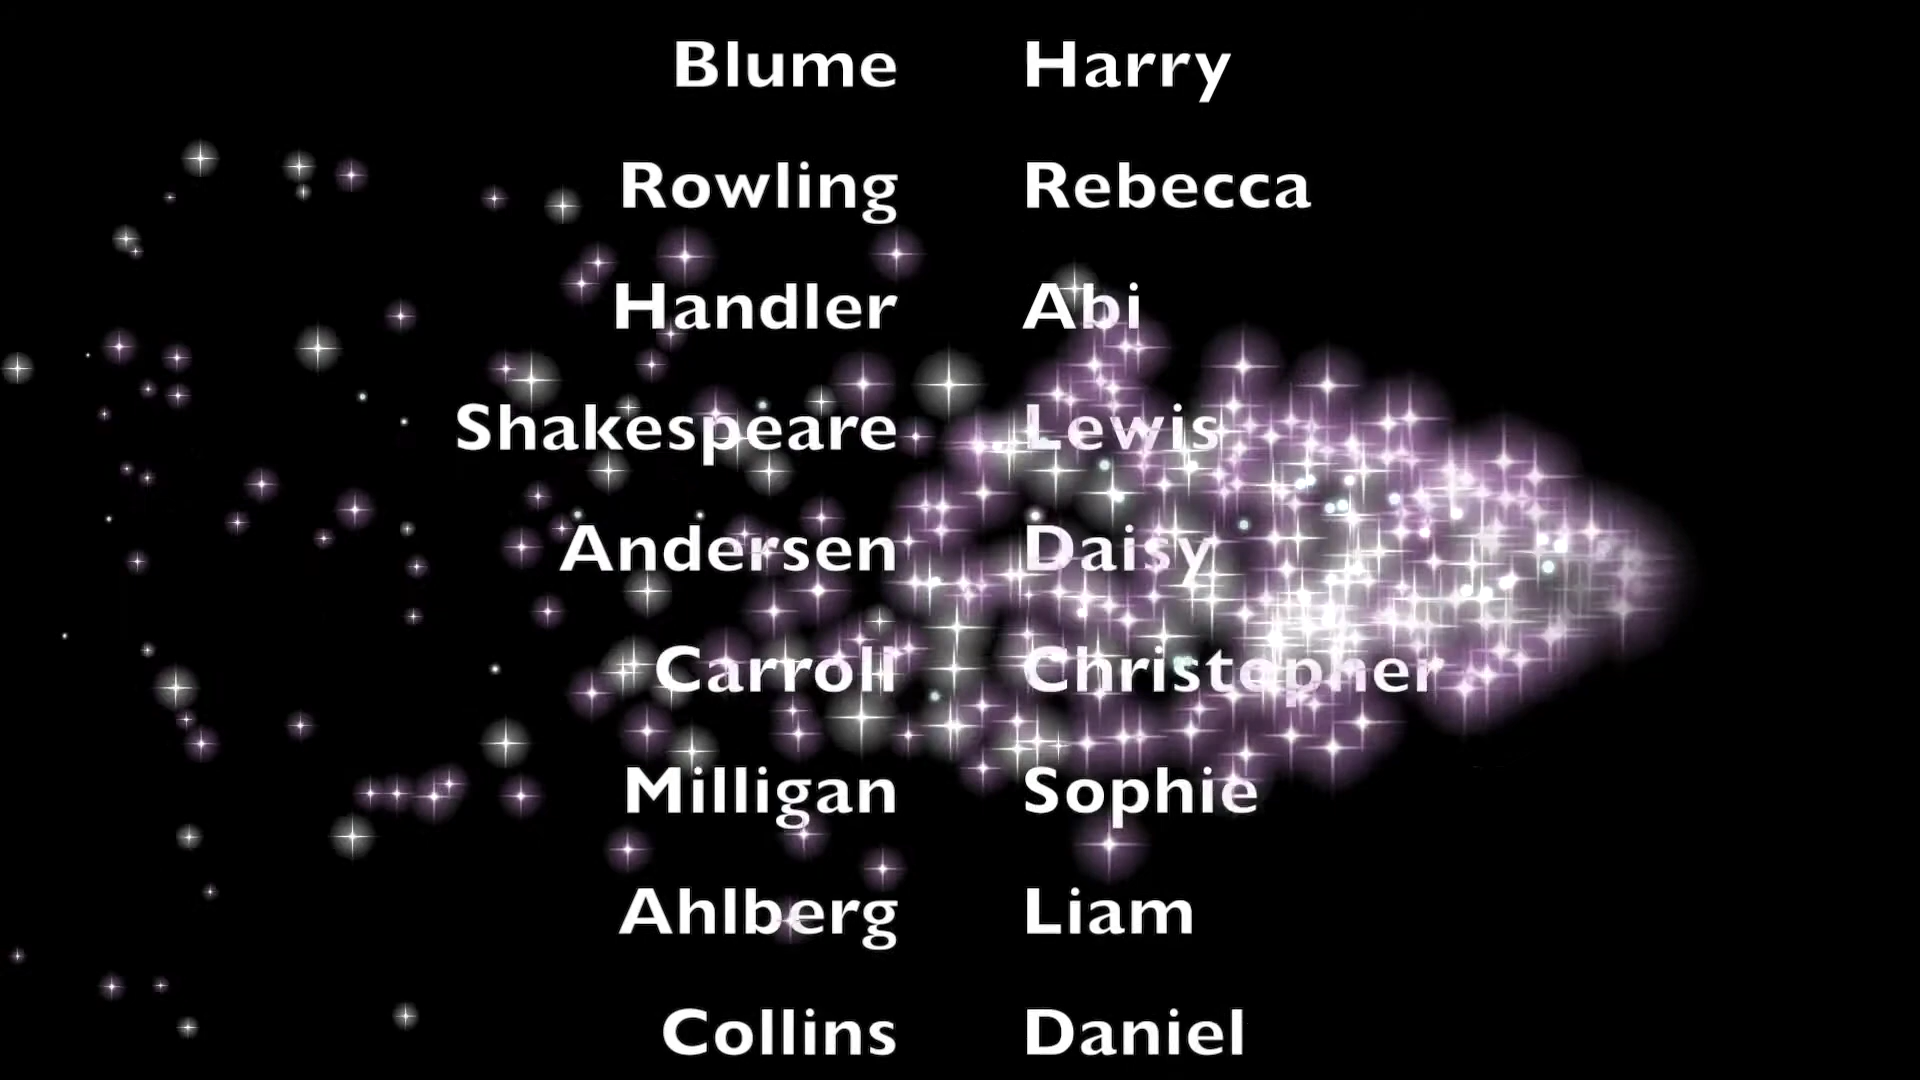 Blume Harry
Rowling Rebecca
Handler Abi
Shakespeare Lewis
Andersen Daisy
Carroll Christopher
Milligan Sophie
Ahlberg Liam
Collins Daniel